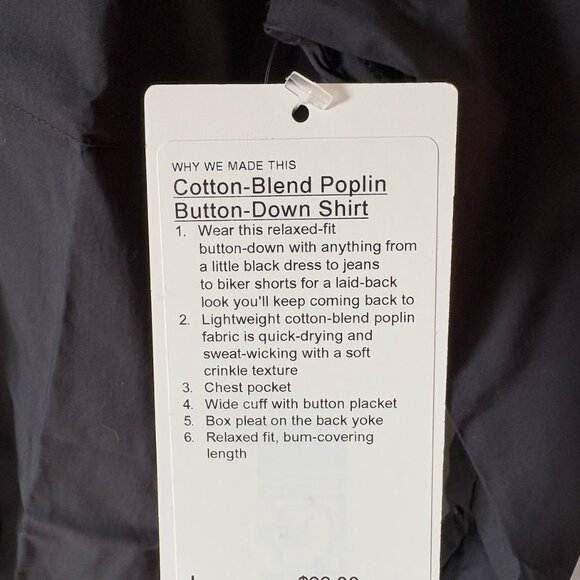 WHY WE MADE THIS
Cotton-Blend Poplin
Button-Down Shirt
1. Wear this relaxed-fit
button-down with anything from
a little black dress to jeans
to biker shorts for a laid-back
look you'll keep coming back to
2. Lightweight cotton-blend poplin
fabric is quick-drying and
sweat-wicking with a soft
crinkle texture
3. Chest pocket
4. Wide cuff with button placket
5. Box pleat on the back yoke
6. Relaxed fit, bum-covering
length